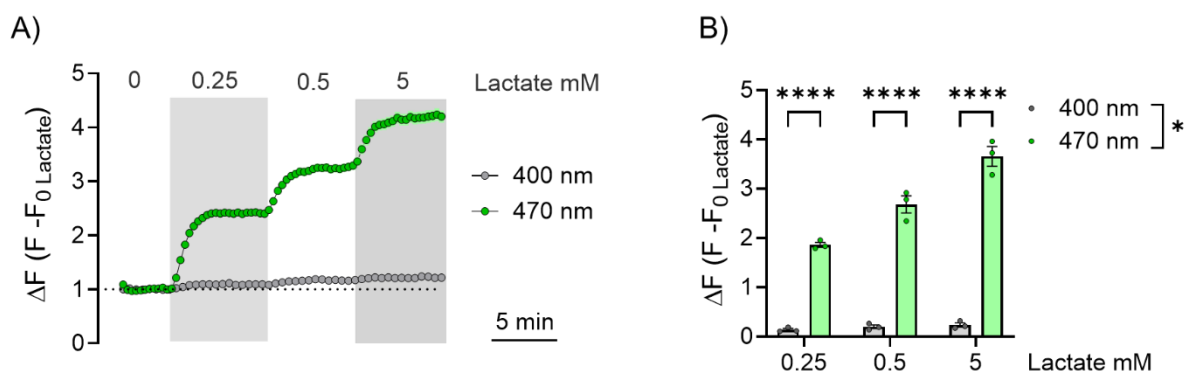 A)
ΔF (F -F0 Lactate)
5
4
3
2
1
0
0 0.25 0.5 5 Lactate mM
400 nm
470 nm
5 min
B)
ΔF (F -F0 Lactate)
5
4
3
2
1
0
**** **** ****
400 nm
470 nm
*
0.25 0.5 5 Lactate mM